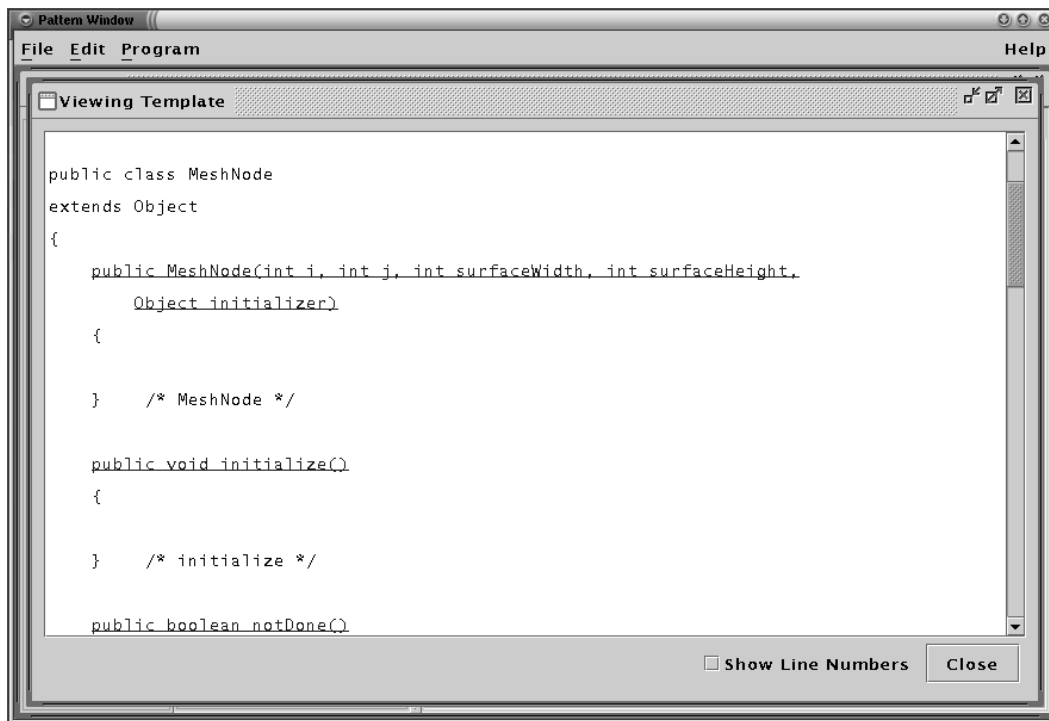 Pattern Window
File Edit Program Help
Viewing Template
public class MeshNode
extends Object
{
public MeshNode(int i, int j, int surfaceWidth, int surfaceHeight,
Object initializer)
{
} /* MeshNode */
public void initialize()
{
} /* initialize */
public boolean notDone()
Show Line Numbers Close